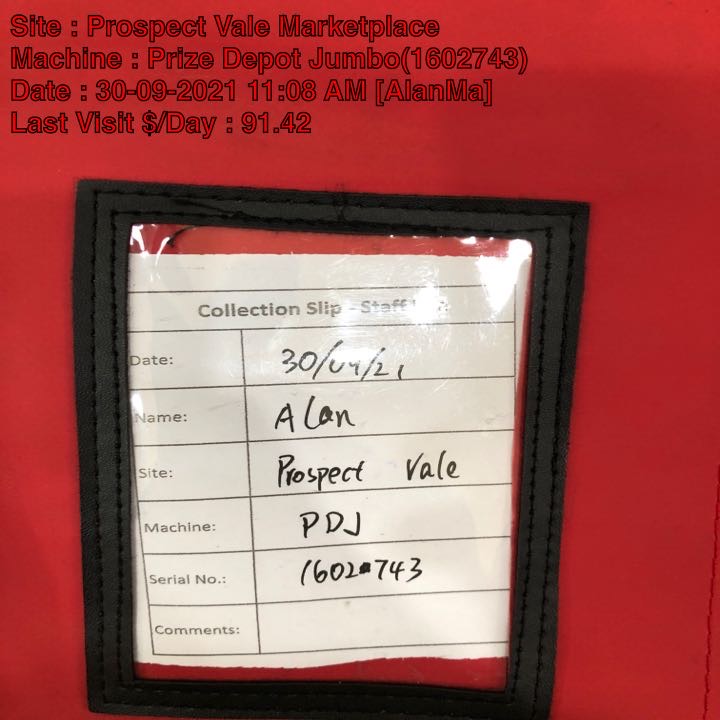 Site : Prospect Vale Marketplace
Machine : Prize Depot Jumbo(1602743)
Date : 30-09-2021 11:08 AM [AlanMa]
Last Visit $/Day : 91.42
Collection Slip - Staff
Date: 30/09/21
Name: Alan
Site: Prospect Vale
Machine: PDJ
Serial No.: 1602743
Comments: